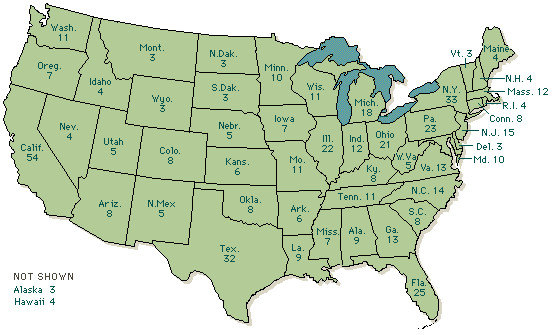 Wash.
11
Oreg.
7
Calif.
54
Nev.
4
Idaho
4
Mont.
3
Wyo.
3
Utah
5
Colo.
8
Ariz.
8
N.Mex
5
N.Dak.
3
S.Dak.
3
Nebr.
5
Kans.
6
Okla.
8
Tex.
32
Minn.
10
Iowa
7
Mo.
11
Ark.
6
La.
9
Wis.
11
Ill.
22
Mich.
18
Ind.
12
Ohio
21
Ky.
8
Tenn. 11
Miss.
7
Ala.
9
Ga.
13
Fla.
25
S.C.
8
N.C. 14
Va. 13
W.Va
5
Pa.
23
N.Y.
33
Vt. 3
Maine
4
N.H. 4
Mass. 12
R.I. 4
Conn. 8
N.J. 15
Del. 3
Md. 10
NOT SHOWN
Alaska 3
Hawaii 4